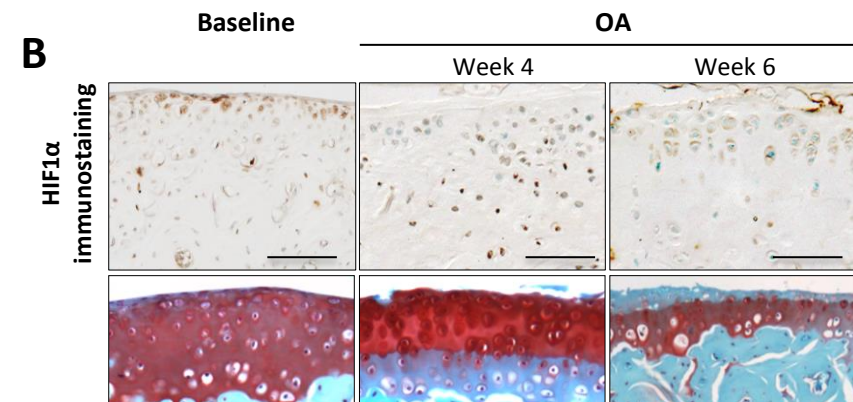 Baseline
OA
B
Week 4
Week 6
HIF1α
immunostaining